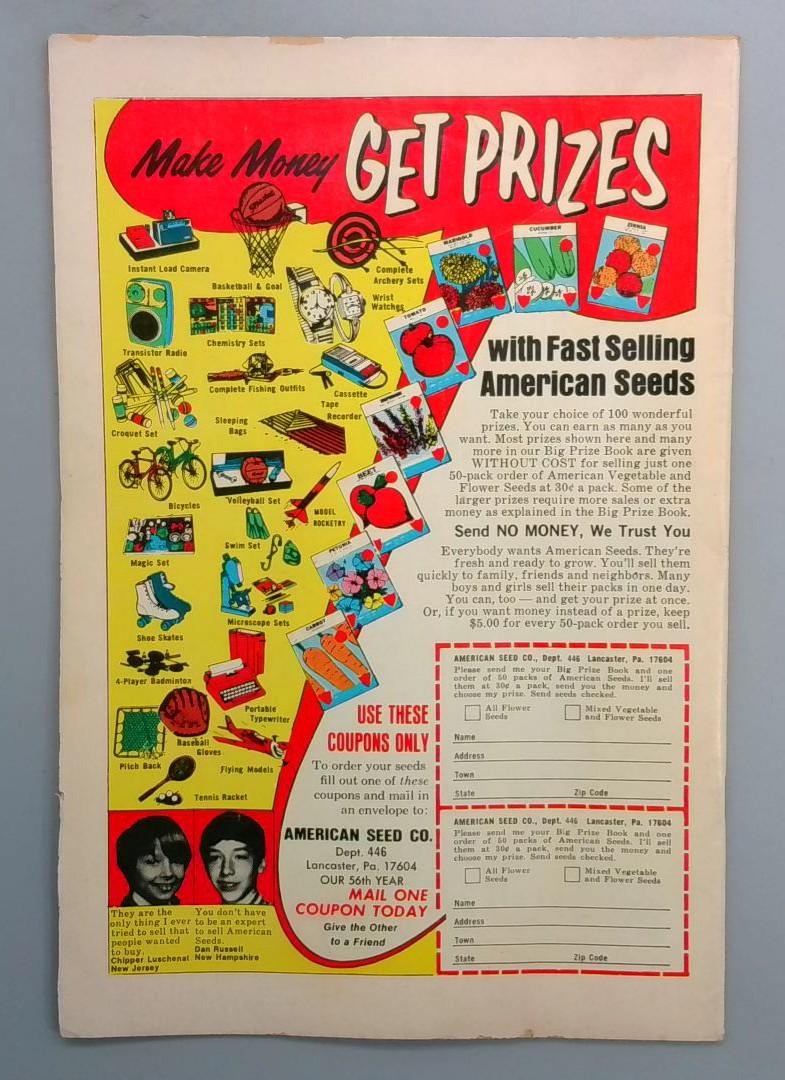 Make Money GET PRIZES
Spalding
Instant Load Camera
Basketball & Goal
Complete
Archery Sets
Wrist
Watches
Transistor Radio
Chemistry Sets
Complete Fishing Outfits
Cassette
Tape
Recorder
Croquet Set
Sleeping
Bags
Bicycles
Volleyball Set
MODEL
ROCKETRY
Magic Set
Swim Set
Shoe Skates
Microscope Sets
4-Player Badminton
Portable
Typewriter
Pitch Back
Baseball
Gloves
Flying Models
Tennis Racket
MARIGOLD
CUCUMBER
ZINNIA
TOMATO
BEET
PETUNIA
CARROT
with Fast Selling
American Seeds
Take your choice of 100 wonderful
prizes. You can earn as many as you
want. Most prizes shown here and many
more in our Big Prize Book are given
WITHOUT COST for selling just one
50-pack order of American Vegetable and
Flower Seeds at 30¢ a pack. Some of the
larger prizes require more sales or extra
money as explained in the Big Prize Book.
Send NO MONEY, We Trust You
Everybody wants American Seeds. They're
fresh and ready to grow. You'll sell them
quickly to family, friends and neighbors. Many
boys and girls sell their packs in one day.
You can, too — and get your prize at once.
Or, if you want money instead of a prize, keep
$5.00 for every 50-pack order you sell.
USE THESE
COUPONS ONLY
To order your seeds
fill out one of these
coupons and mail in
an envelope to:
AMERICAN SEED CO.
Dept. 446
Lancaster, Pa. 17604
OUR 56th YEAR
MAIL ONE
COUPON TODAY
Give the Other
to a Friend
AMERICAN SEED CO., Dept. 446 Lancaster, Pa. 17604
Please send me your Big Prize Book and one
order of 50 packs of American Seeds. I'll sell
them at 30¢ a pack, send you the money and
choose my prize. Send seeds checked.
All Flower
Seeds
Mixed Vegetable
and Flower Seeds
Name
Address
Town
State Zip Code
AMERICAN SEED CO., Dept. 446 Lancaster, Pa. 17604
Please send me your Big Prize Book and one
order of 50 packs of American Seeds. I'll sell
them at 30¢ a pack, send you the money and
choose my prize. Send seeds checked.
All Flower
Seeds
Mixed Vegetable
and Flower Seeds
Name
Address
Town
State Zip Code
They are the
only thing I ever
tried to sell that
people wanted
to buy.
Chipper Luschenat
New Jersey
You don't have
to be an expert
to sell American
Seeds.
Dan Russell
New Hampshire